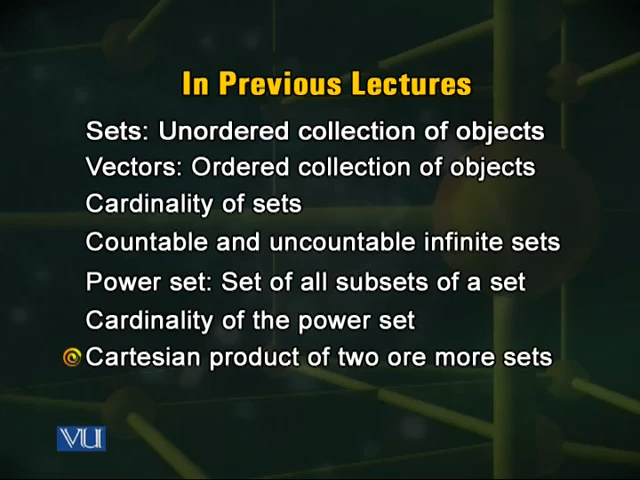 In Previous Lectures
Sets: Unordered collection of objects
Vectors: Ordered collection of objects
Cardinality of sets
Countable and uncountable infinite sets
Power set: Set of all subsets of a set
Cardinality of the power set
Cartesian product of two ore more sets
VU